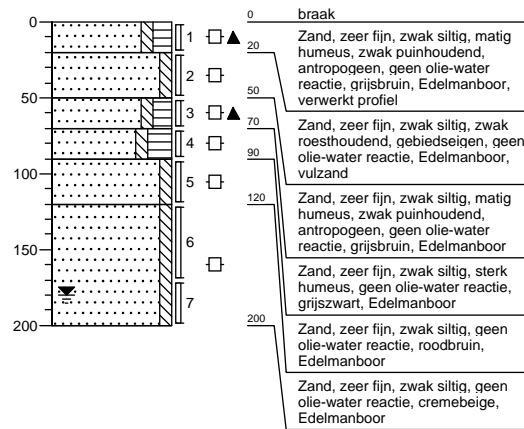 0
50
100
150
200
1
2
3
4
5
6
7
0
braak
20
Zand, zeer fijn, zwak siltig, matig
humeus, zwak puinhoudend,
antropogeen, geen olie-water
reactie, grijsbruin, Edelmanboor,
verwerkt profiel
50
Zand, zeer fijn, zwak siltig, zwak
roesthoudend, gebiedseigen, geen
olie-water reactie, Edelmanboor,
vulzand
70
Zand, zeer fijn, zwak siltig, matig
humeus, zwak puinhoudend,
antropogeen, geen olie-water
reactie, grijsbruin, Edelmanboor
90
Zand, zeer fijn, zwak siltig, sterk
humeus, geen olie-water reactie,
grijszwart, Edelmanboor
120
Zand, zeer fijn, zwak siltig, geen
olie-water reactie, roodbruin,
Edelmanboor
200
Zand, zeer fijn, zwak siltig, geen
olie-water reactie, cremebeige,
Edelmanboor